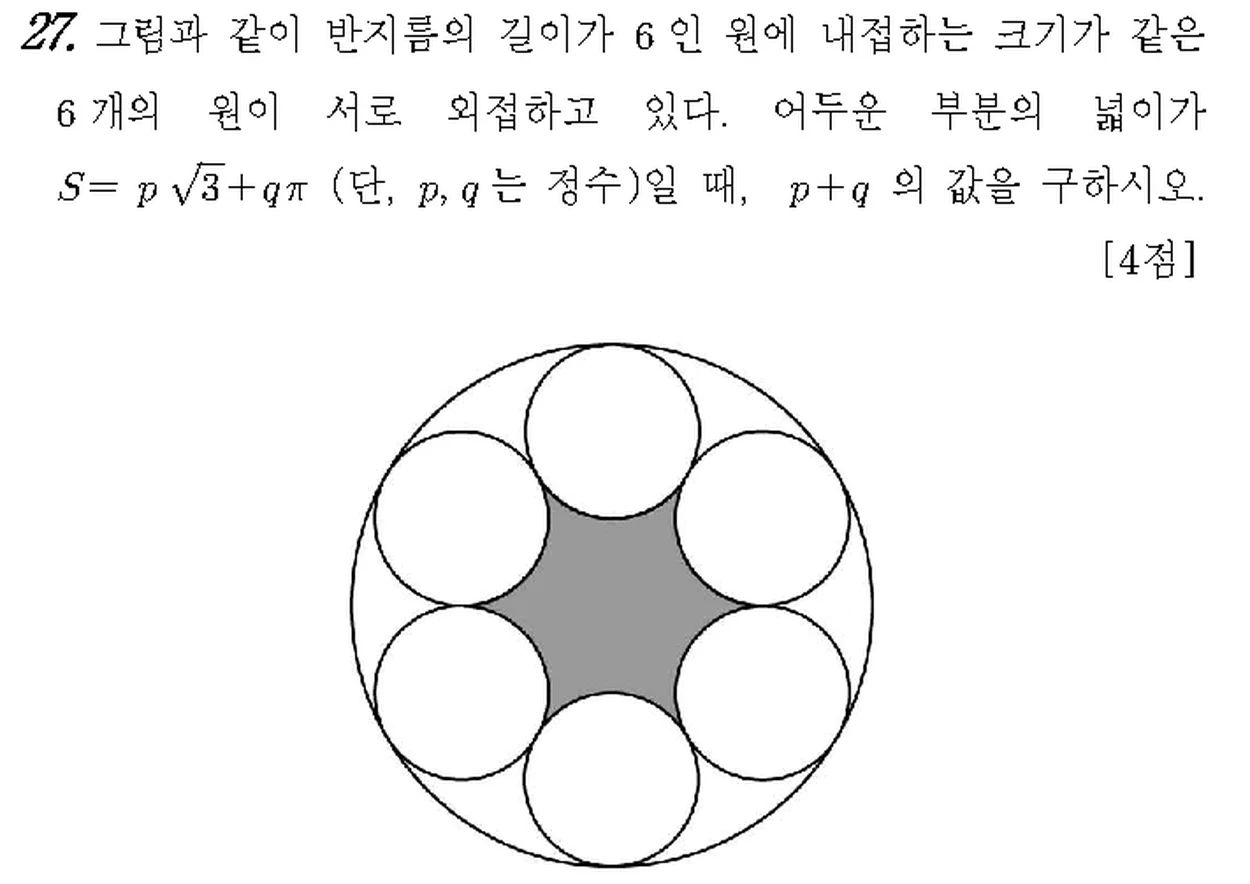 27. 그림과 같이 반지름의 길이가 6 인 원에 내접하는 크기가 같은
6 개의 원이 서로 외접하고 있다. 어두운 부분의 넓이가
S= p √3+qπ (단, p, q 는 정수)일 때, p+q 의 값을 구하시오.
[4점]